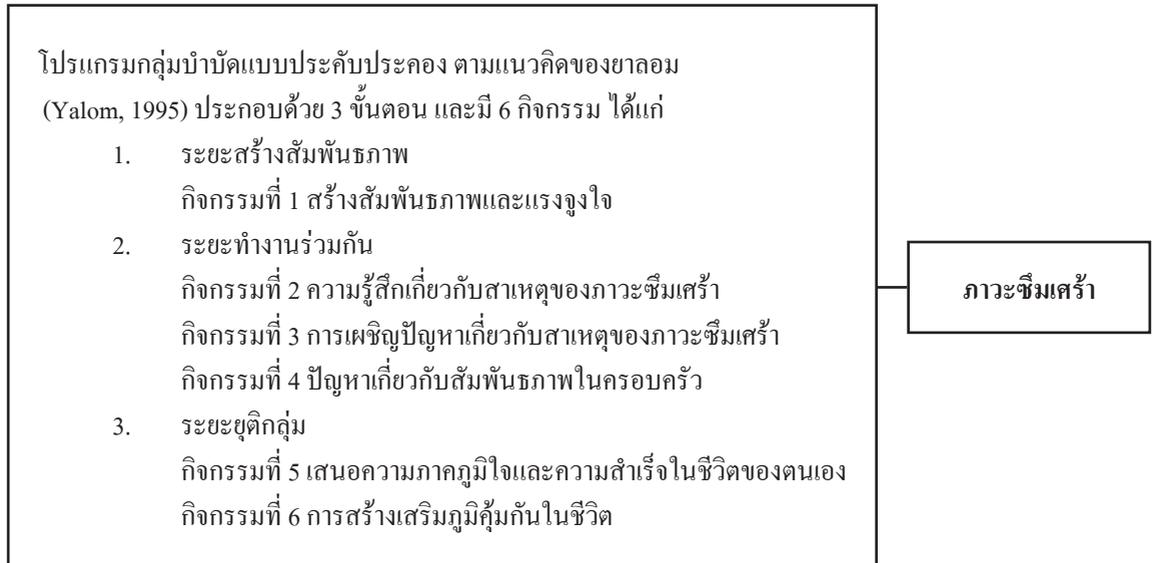 โปรแกรมกลุ่มบำบัดแบบประคับประคอง ตามแนวคิดของยาลอม
(Yalom, 1995) ประกอบด้วย 3 ขั้นตอน และมี 6 กิจกรรม ได้แก่
1. ระยะสร้างสัมพันธภาพ
กิจกรรมที่ 1 สร้างสัมพันธภาพและแรงจูงใจ
2. ระยะทำงานร่วมกัน
กิจกรรมที่ 2 ความรู้สึกเกี่ยวกับสาเหตุของภาวะซึมเศร้า
กิจกรรมที่ 3 การเผชิญปัญหาเกี่ยวกับสาเหตุของภาวะซึมเศร้า
กิจกรรมที่ 4 ปัญหาเกี่ยวกับสัมพันธภาพในครอบครัว
3. ระยะยุติกลุ่ม
กิจกรรมที่ 5 เสนอความภาคภูมิใจและความสำเร็จในชีวิตของตนเอง
กิจกรรมที่ 6 การสร้างเสริมภูมิคุ้มกันในชีวิต
ภาวะซึมเศร้า